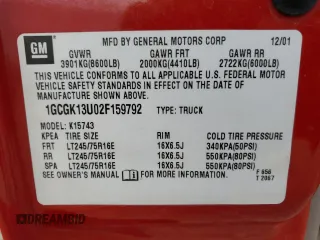 GM
MFD BY GENERAL MOTORS CORP 12/01
GVWR GAWR FRT GAWR RR
3901KG(8600LB) 2000KG(4410LB) 2722KG(6000LB)
THIS VEHICLE CONFORMS TO ALL APPLICABLE U.S. FEDERAL MOTOR
VEHICLE SAFETY STANDARDS IN EFFECT ON THE DATE OF
MANUFACTURE SHOWN ABOVE.
1GCGK13U02F159792 TYPE: TRUCK
MODEL: K15743
TIRE SIZE RIM COLD TIRE PRESSURE
FRT LT245/75R16E 16X6.5J 340KPA(50PSI)
RR LT245/75R16E 16X6.5J 550KPA(80PSI)
SPA LT245/75R16E 16X6.5J 550KPA(80PSI)
SEE OWNER'S MANUAL FOR MORE INFORMATION
F 656
T 2087
DREAMBID